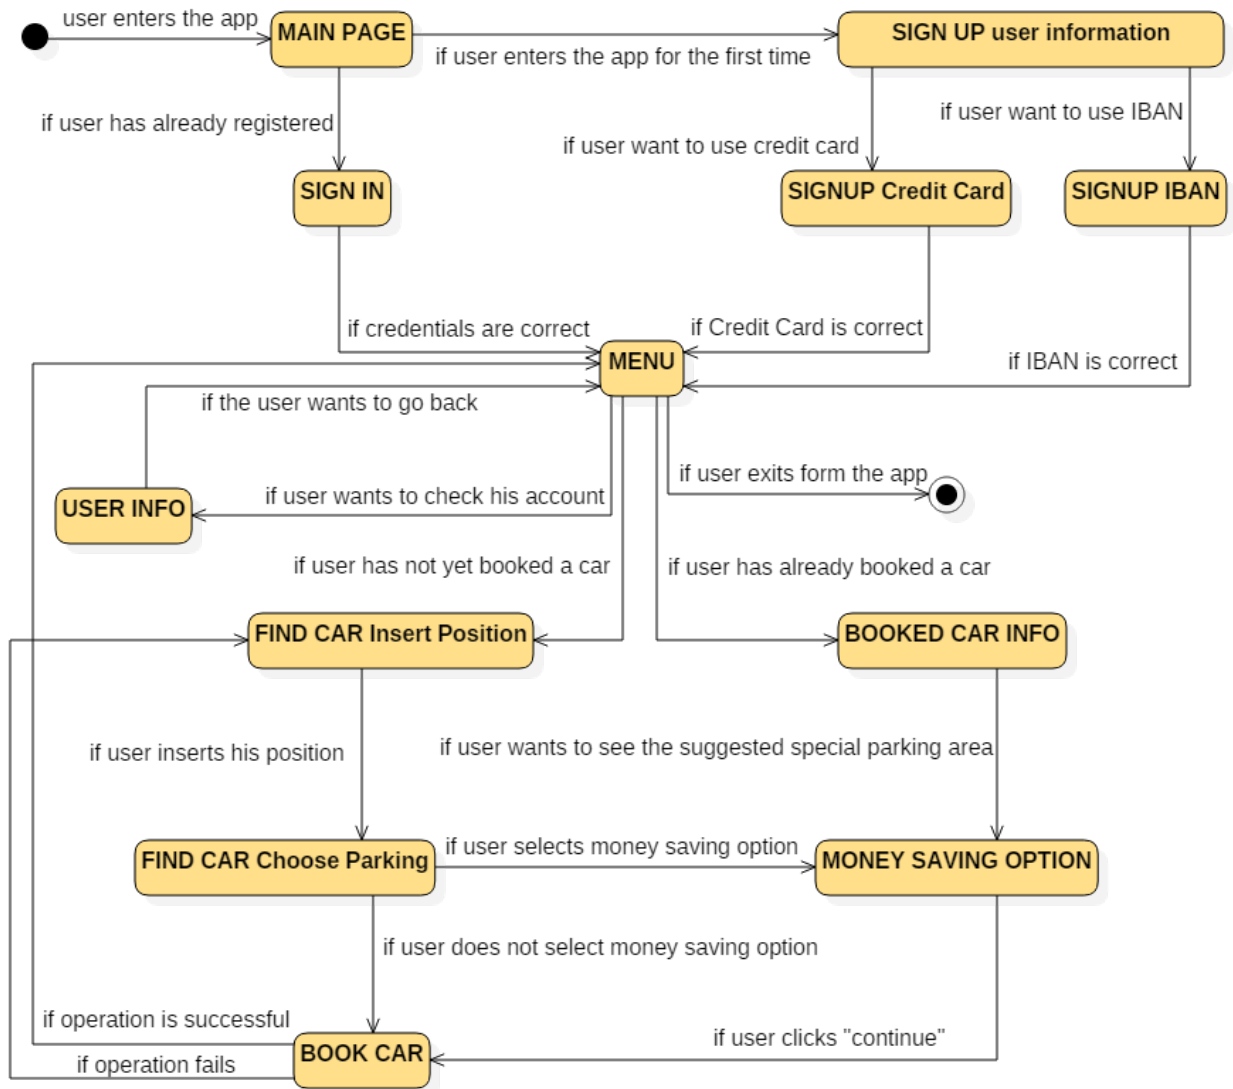 user enters the app
MAIN PAGE
SIGN UP user information
if user enters the app for the first time
if user has already registered
if user want to use IBAN
if user want to use credit card
SIGN IN
SIGNUP Credit Card
SIGNUP IBAN
if credentials are correct
if Credit Card is correct
MENU
if IBAN is correct
if the user wants to go back
if user exits form the app
if user wants to check his account
USER INFO
if user has not yet booked a car
if user has already booked a car
FIND CAR Insert Position
BOOKED CAR INFO
if user inserts his position
if user wants to see the suggested special parking area
FIND CAR Choose Parking
if user selects money saving option
MONEY SAVING OPTION
if user does not select money saving option
if operation is successful
if user clicks "continue"
BOOK CAR
if operation fails